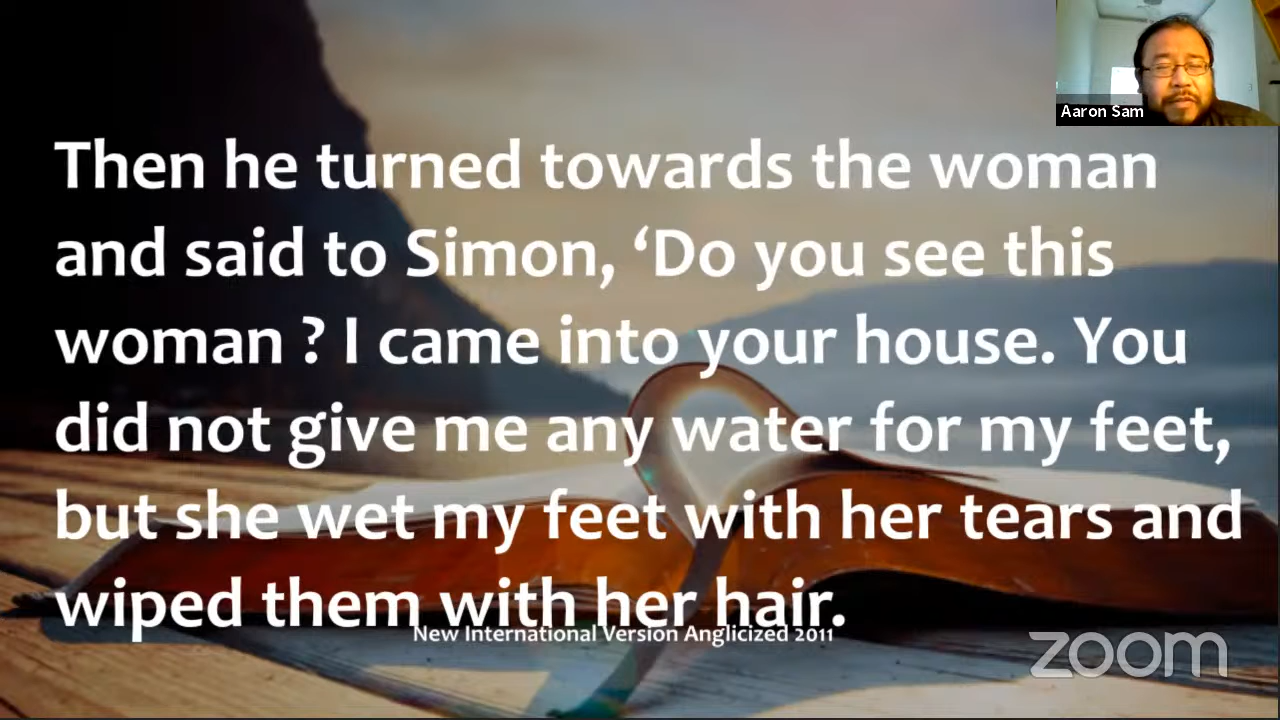 Aaron Sam
Then he turned towards the woman
and said to Simon, ‘Do you see this
woman ? I came into your house. You
did not give me any water for my feet,
but she wet my feet with her tears and
wiped them with her hair.
New International Version Anglicized 2011
zoom